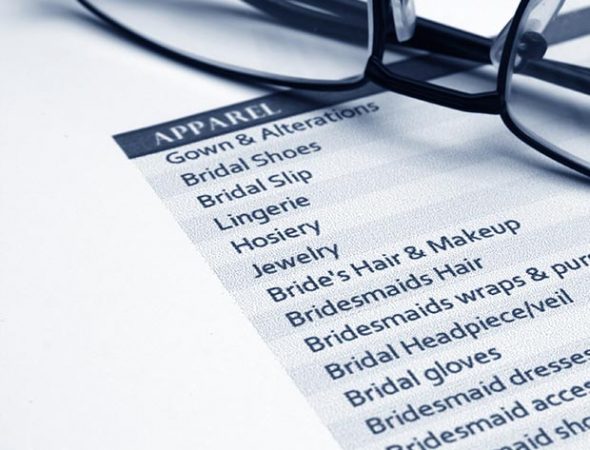 APPAREL
Gown & Alterations
Bridal Shoes
Bridal Slip
Lingerie
Hosiery
Jewelry
Bride's Hair & Makeup
Bridesmaids Hair
Bridesmaids wraps &
Bridal Headpiece/veil
Bridal gloves
Bridesmaid dresses
Bridesmaid